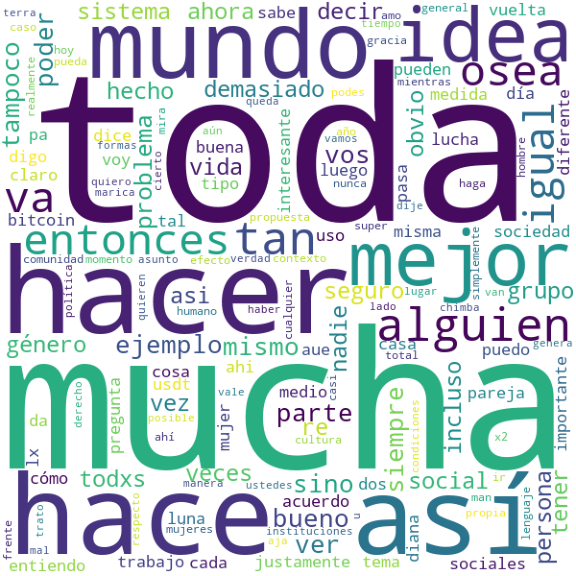 terra
sistema
ahora
sabe
decir
amo
general
vuelta
caso
tiempo
gracia
mundo
idea
hoy
pueda
poder
tampoco
realmente
hecho
demasiado
queda
podes
mientras
pueden
osea
mira
toda
pa
dice
aún
año
medida
día
digo
formas
buena
vos
vamos
obvio
claro
voy
problema
vida
luego
nunca
lucha
diferente
igual
quiero
cierto
tipo
interesante
pasa
hombre
va
marica
propuesta
dije
haga
bitcoin
tal
super
uso
misma
sociedad
entonces
tan
comunidad
momento
asunto
efecto
verdad
contexto
mejor
simplemente
hacer
política
quieren
asi
humano
haber
cualquier
seguro
lado
lugar
chimba
van
grupo
género
ejemplo
mismo
aue
nadie
alguien
casa
total
puedo
genera
cosa
ahi
usdt
mucha
da
derecho
pregunta
vez
vale
medio
casi
pareja
importante
lx
posible
mujer
parte
re
cultura
siempre
condiciones
incluso
x2
ahí
cómo
todxs
veces
sino
social
ir
man
persona
tener
manera
ustedes
dos
propia
lenguaje
hace
así
frente
trato
respecto
luna
bueno
acuerdo
u
mal
mujeres
instituciones
ver
diana
aja
entiendo
trabajo
cada
justamente
tema
sociales